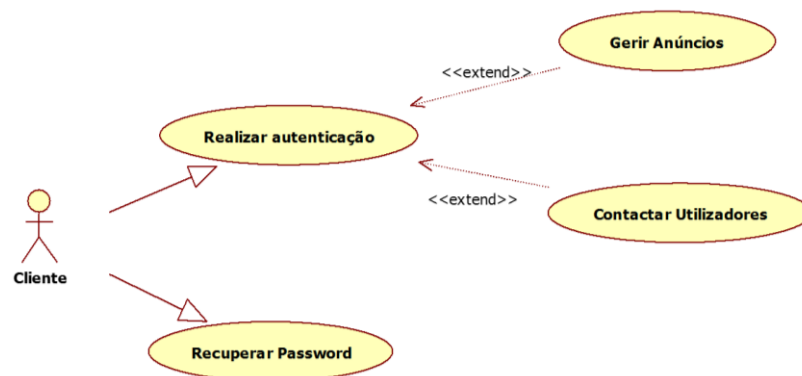 Gerir Anúncios
<<extend>>
Realizar autenticação
<<extend>>
Contactar Utilizadores
Cliente
Recuperar Password